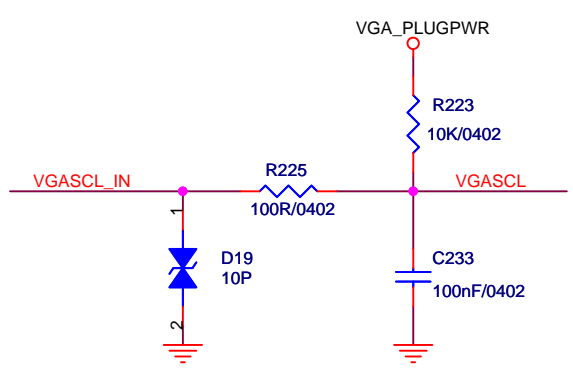 VGA_PLUGPWR
R223
10K/0402
R225
VGASCL_IN
VGASCL
100R/0402
1
D19
10P
C233
100nF/0402
2